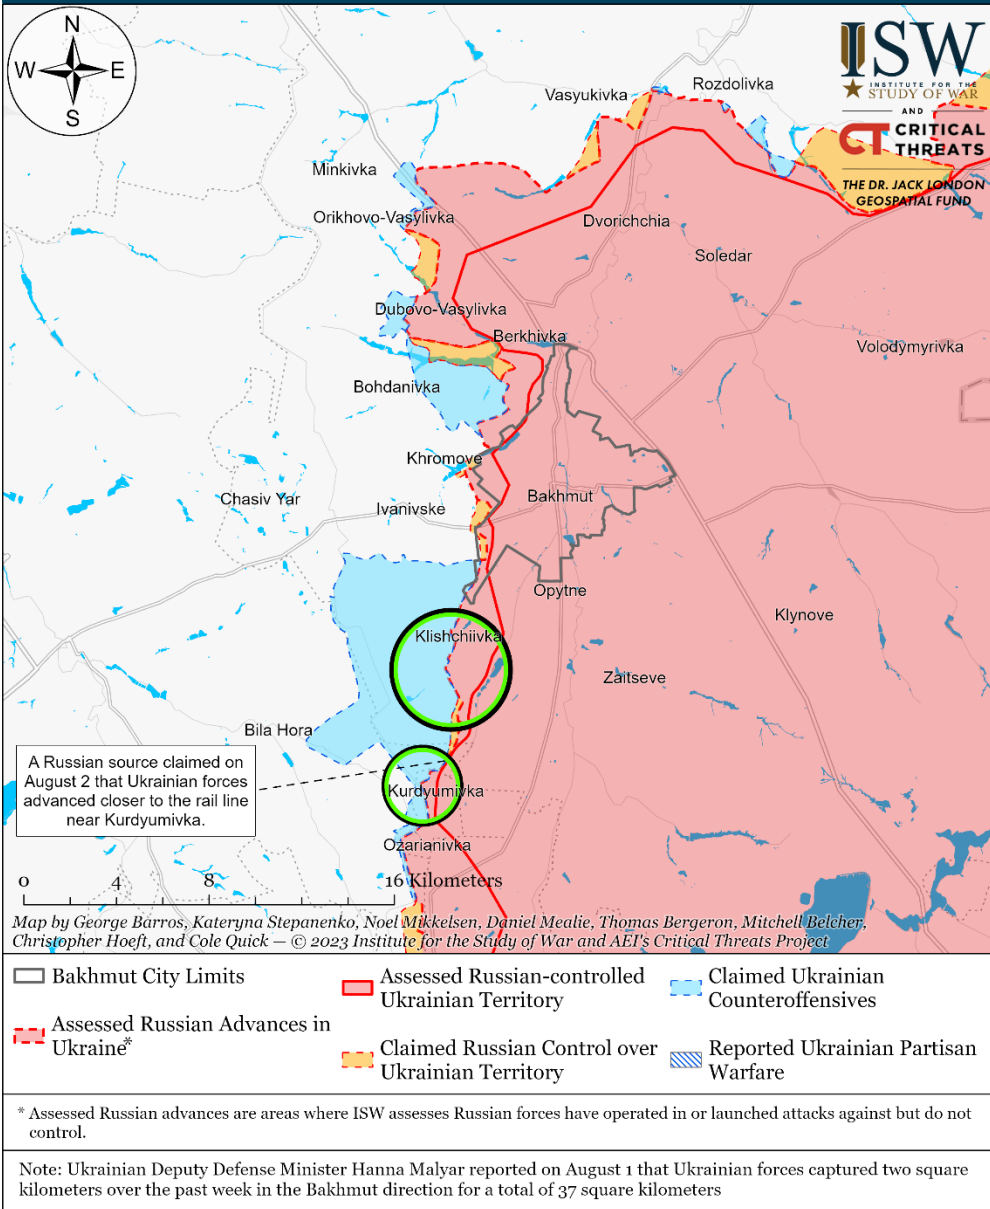 N
W E
S
ISW
INSTITUTE FOR THE
STUDY OF WAR
AND
CT CRITICAL
THREATS
THE DR. JACK LONDON
GEOSPATIAL FUND
Rozdolivka
Vasyukivka
Minkivka
Orikhovo-Vasylivka
Dvorichchia
Soledar
Dubovo-Vasylivka
Berkhivka
Volodymyrivka
Bohdanivka
Khromove
Chasiv Yar
Bakhmut
Ivanivske
Opytne
Klynove
Klishchiivka
Zaitseve
Bila Hora
A Russian source claimed on
August 2 that Ukrainian forces
advanced closer to the rail line
near Kurdyumivka.
Kurdyumivka
Ozarianivka
0 4 8 16 Kilometers
Map by George Barros, Kateryna Stepanenko, Noel Mikkelsen, Daniel Mealie, Thomas Bergeron, Mitchell Belcher,
Christopher Hoeft, and Cole Quick — © 2023 Institute for the Study of War and AEI's Critical Threats Project
Bakhmut City Limits
Assessed Russian Advances in
Ukraine*
Assessed Russian-controlled
Ukrainian Territory
Claimed Russian Control over
Ukrainian Territory
Claimed Ukrainian
Counteroffensives
Reported Ukrainian Partisan
Warfare
* Assessed Russian advances are areas where ISW assesses Russian forces have operated in or launched attacks against but do not
control.
Note: Ukrainian Deputy Defense Minister Hanna Malyar reported on August 1 that Ukrainian forces captured two square
kilometers over the past week in the Bakhmut direction for a total of 37 square kilometers